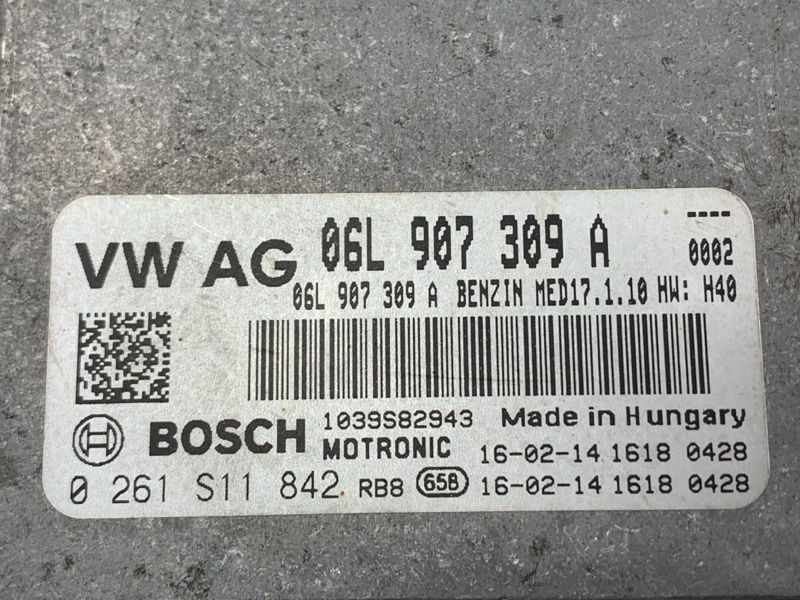 VW AG 06L 907 309 A ----
0002
06L 907 309 A BENZIN MED17.1.10 HW: H40
BOSCH 1039S82943 Made in Hungary
MOTRONIC 16-02-14 1618 0428
0 261 S11 842 RB8 65B 16-02-14 1618 0428